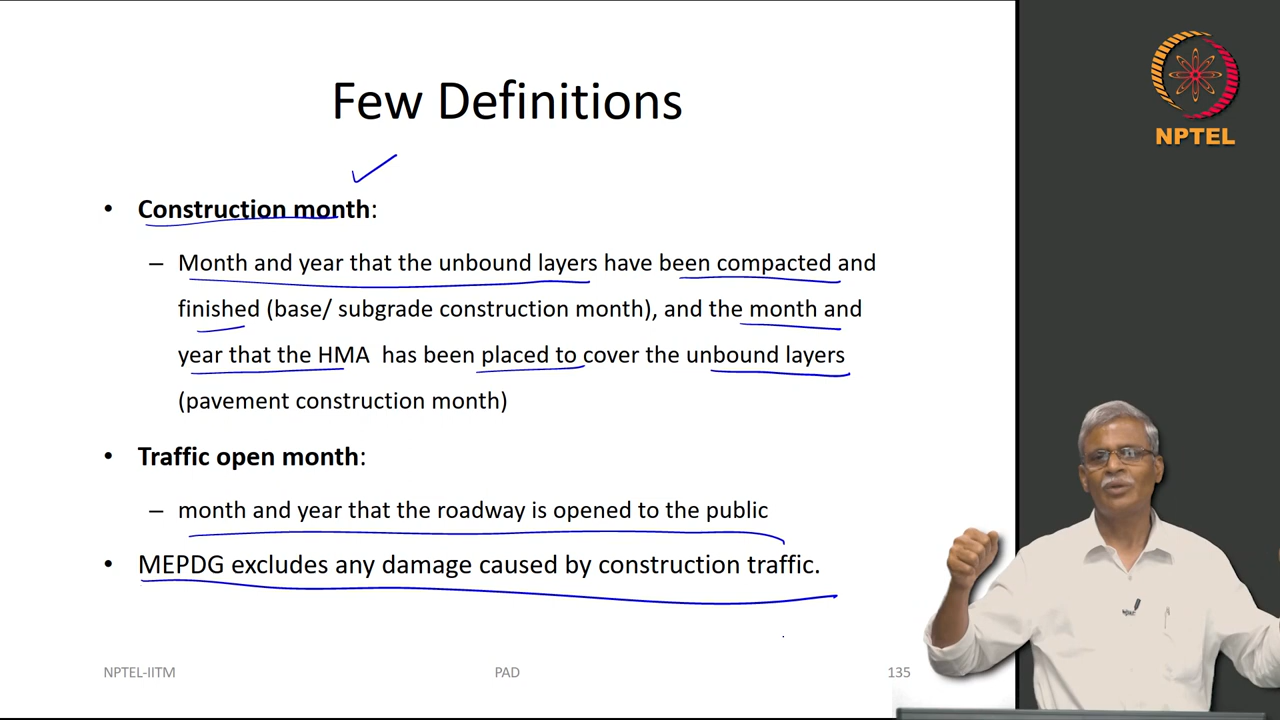 Few Definitions
NPTEL
• Construction month:
– Month and year that the unbound layers have been compacted and
finished (base/ subgrade construction month), and the month and
year that the HMA has been placed to cover the unbound layers
(pavement construction month)
• Traffic open month:
– month and year that the roadway is opened to the public
• MEPDG excludes any damage caused by construction traffic.
NPTEL-IITM PAD 135